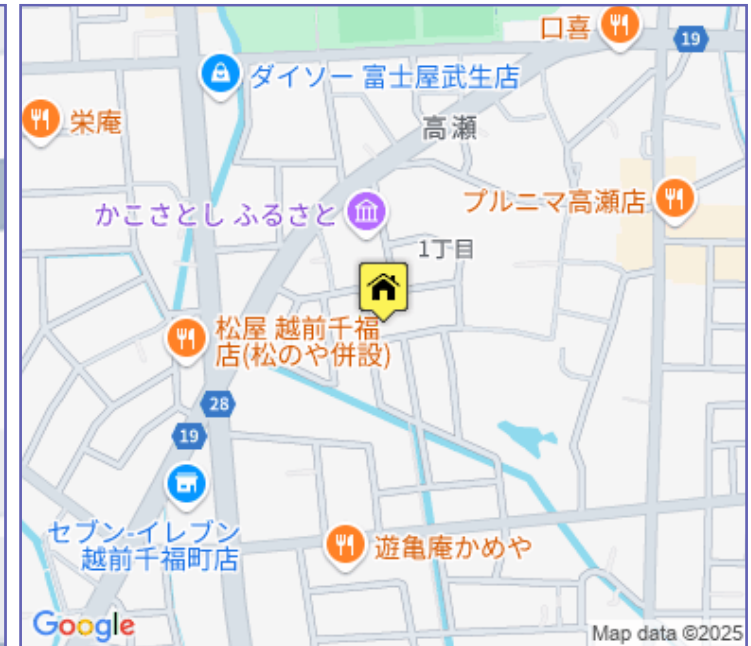 口喜
19
ダイソー 富士屋武生店
栄庵
高瀬
プルニマ高瀬店
かこさとし ふるさと
1丁目
松屋 越前千福
店(松のや併設)
28
19
セブン-イレブン
越前千福町店
遊亀庵かめや
Google
Map data ©2025